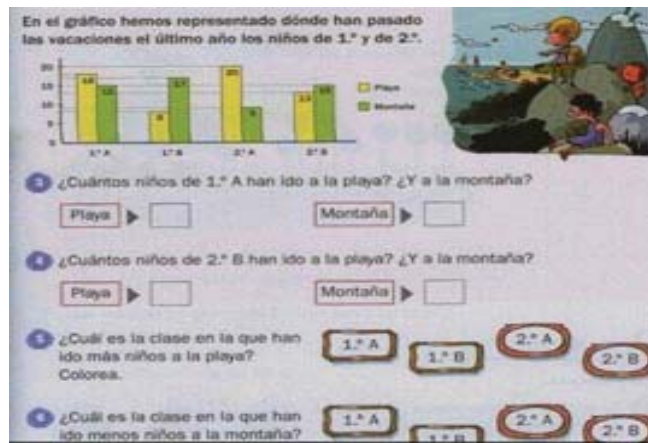 En el gráfico hemos representado dónde han pasado
las vacaciones el último año los niños de 1.º y de 2.º.
20
15
10
5
0
18
15
8
17
20
9
13
15
1.º A
1.º B
2.º A
2.º B
Playa
Montaña
3 ¿Cuántos niños de 1.º A han ido a la playa? ¿Y a la montaña?
Playa
Montaña
¿Cuántos niños de 2.º B han ido a la playa? ¿Y a la montaña?
Playa
Montaña
¿Cuál es la clase en la que han
ido más niños a la playa?
Colorea.
1.º A
1.º B
2.º A
2.º B
¿Cuál es la clase en la que han
ido menos niños a la montaña?
1.º A
1.º B
2.º A
2.º B